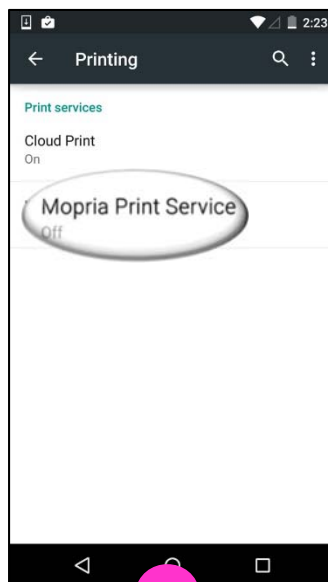 2:23
Printing
Print services
Cloud Print
On
Mopria Print Service
Off